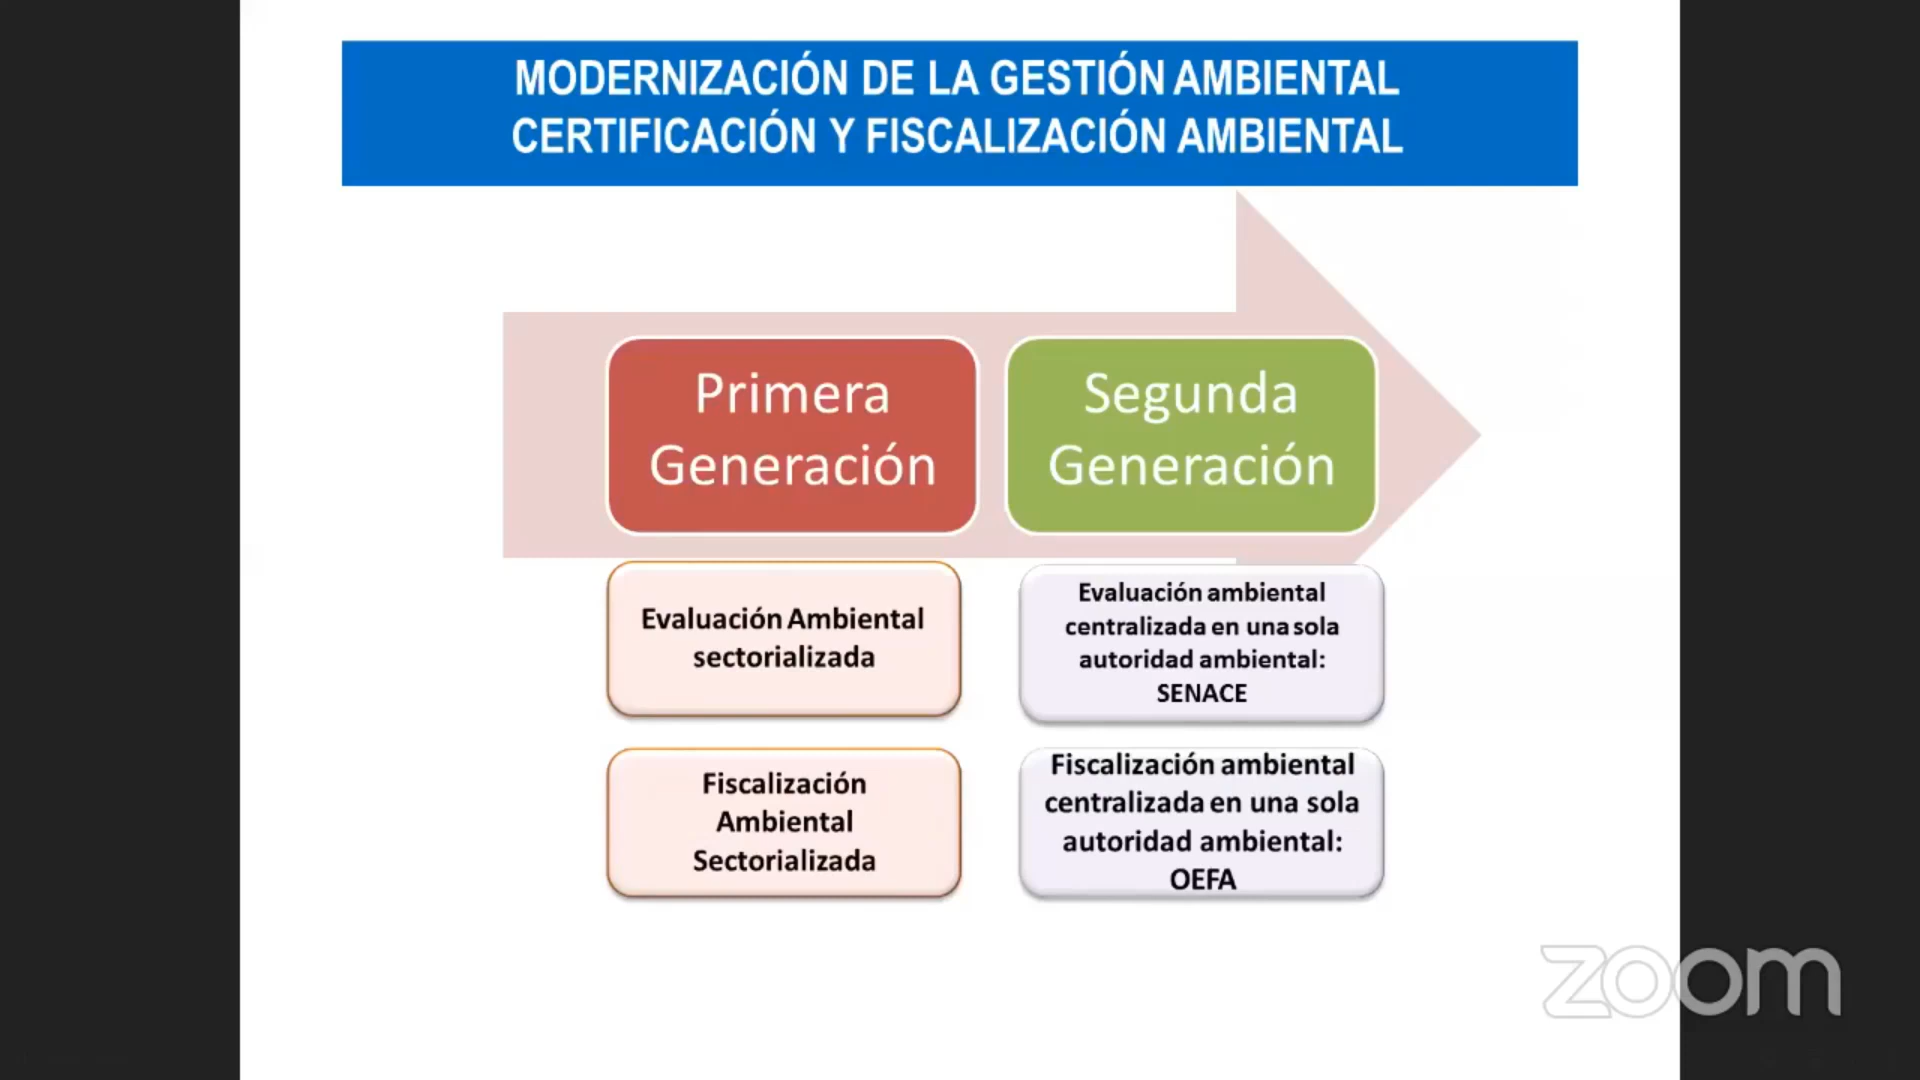 MODERNIZACIÓN DE LA GESTIÓN AMBIENTAL
CERTIFICACIÓN Y FISCALIZACIÓN AMBIENTAL
Primera
Generación
Segunda
Generación
Evaluación Ambiental
sectorializada
Evaluación ambiental
centralizada en una sola
autoridad ambiental:
SENACE
Fiscalización
Ambiental
Sectorializada
Fiscalización ambiental
centralizada en una sola
autoridad ambiental:
OEFA
zoom